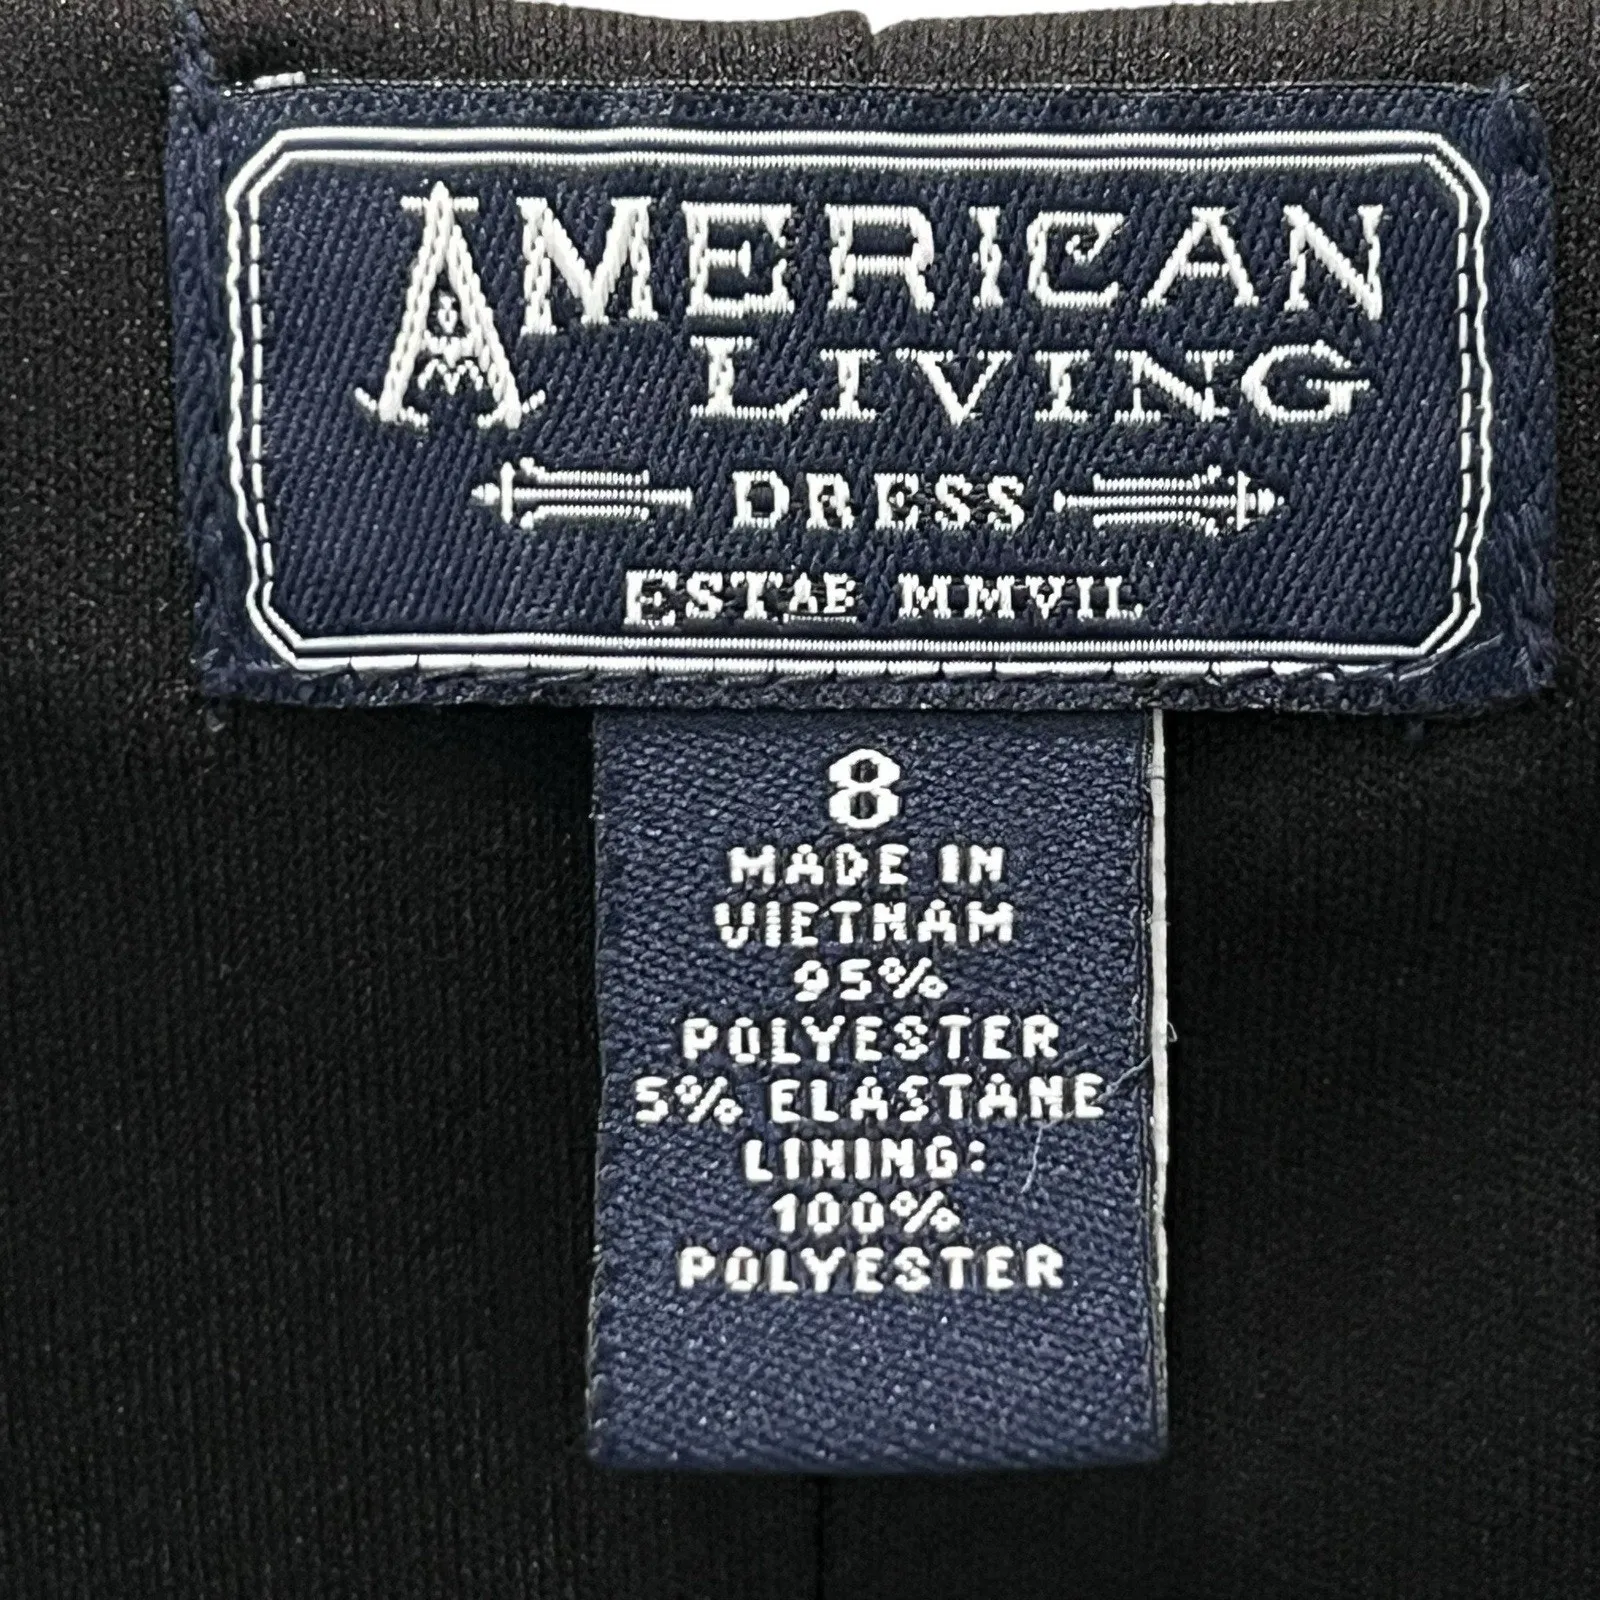 AMERICAN
LIVING
DRESS
ESTAB MMVII.
8
MADE IN
VIETNAM
95%
POLYESTER
5% ELASTANE
LINING:
100%
POLYESTER